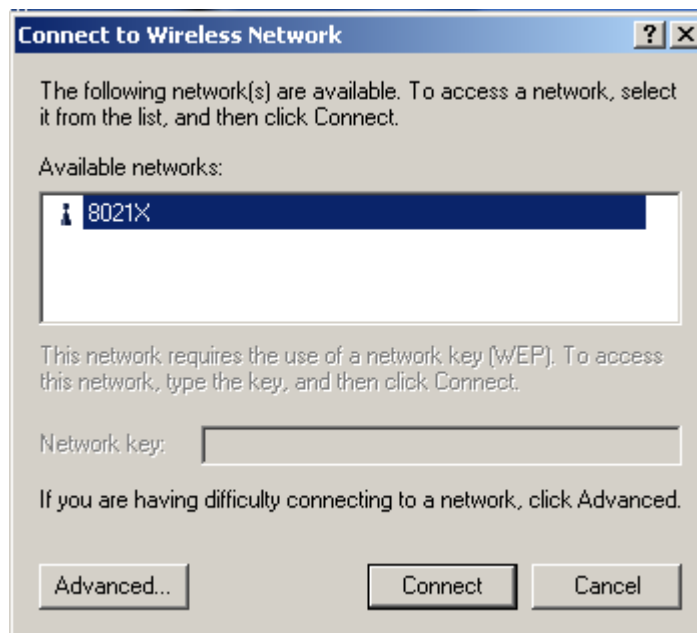 Connect to Wireless Network
The following network(s) are available. To access a network, select
it from the list, and then click Connect.
Available networks:
8021X
This network requires the use of a network key (WEP). To access
this network, type the key, and then click Connect.
Network key:
If you are having difficulty connecting to a network, click Advanced.
Advanced... Connect Cancel